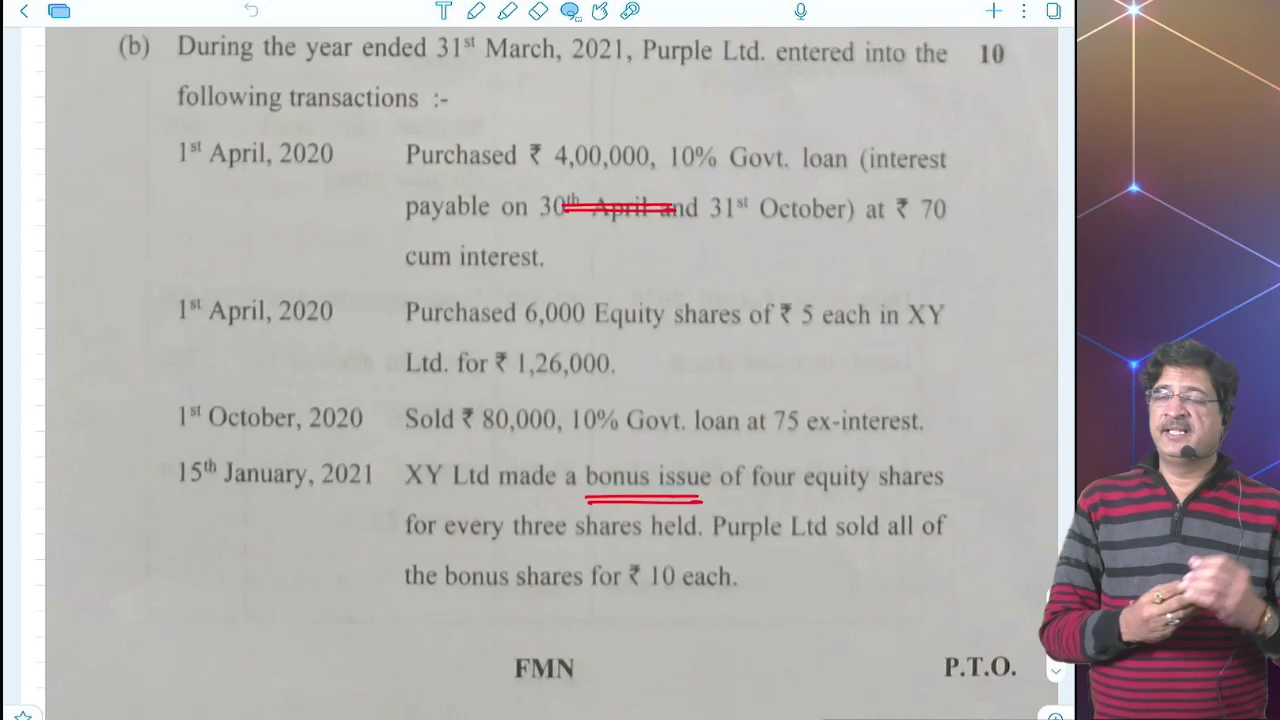 (b) During the year ended 31st March, 2021, Purple Ltd. entered into the 10
following transactions :-
1st April, 2020 Purchased ₹ 4,00,000, 10% Govt. loan (interest
payable on 30th April and 31st October) at ₹ 70
cum interest.
1st April, 2020 Purchased 6,000 Equity shares of ₹ 5 each in XY
Ltd. for ₹ 1,26,000.
1st October, 2020 Sold ₹ 80,000, 10% Govt. loan at 75 ex-interest.
15th January, 2021 XY Ltd made a bonus issue of four equity shares
for every three shares held. Purple Ltd sold all of
the bonus shares for ₹ 10 each.
FMN P.T.O.